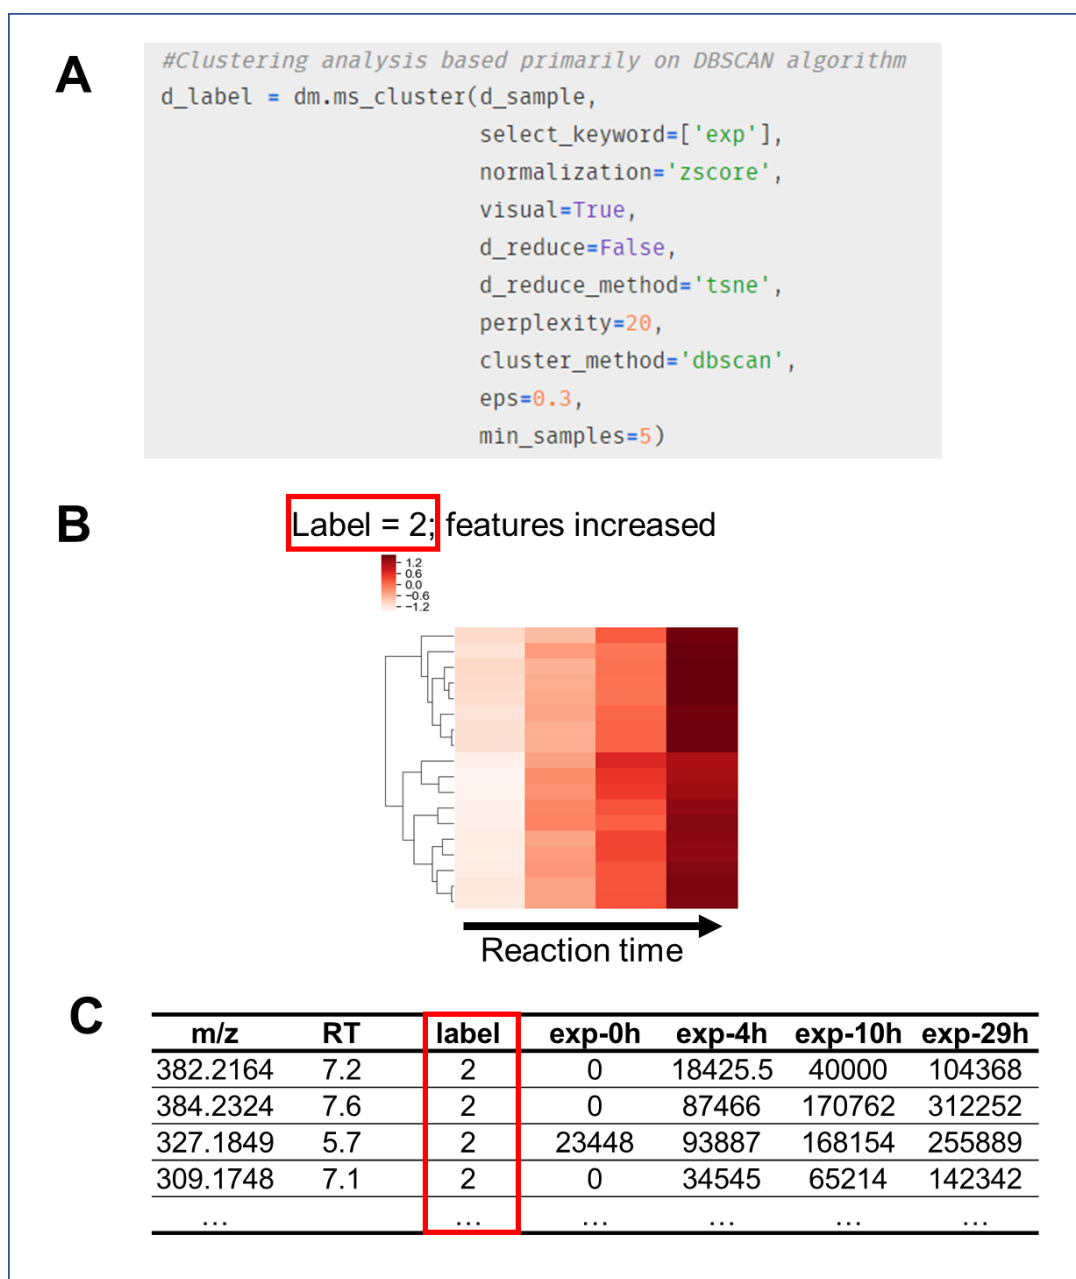 A
#Clustering analysis based primarily on DBSCAN algorithm
d_label = dm.ms_cluster(d_sample,
select_keyword=['exp'],
normalization='zscore',
visual=True,
d_reduce=False,
d_reduce_method='tsne',
perplexity=20,
cluster_method='dbscan',
eps=0.3,
min_samples=5)
B
Label = 2; features increased
1.2
0.6
0.0
−0.6
−1.2
Reaction time
C
m/z RT label exp-0h exp-4h exp-10h exp-29h
382.2164 7.2 2 0 18425.5 40000 104368
384.2324 7.6 2 0 87466 170762 312252
327.1849 5.7 2 23448 93887 168154 255889
309.1748 7.1 2 0 34545 65214 142342
... ... ... ... ... ...